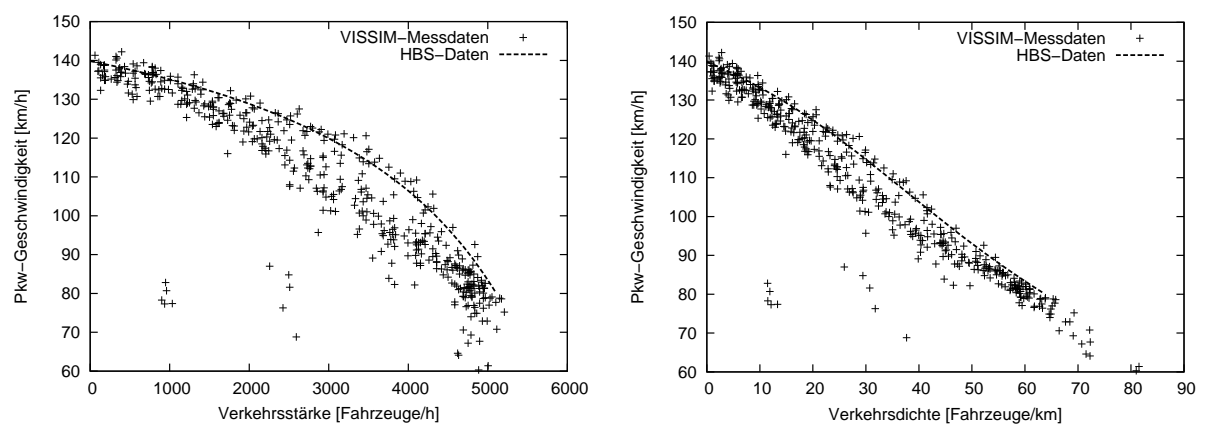 150
140
130
120
110
100
90
80
70
60
0 1000 2000 3000 4000 5000 6000
Pkw−Geschwindigkeit [km/h]
Verkehrsstärke [Fahrzeuge/h]
VISSIM−Messdaten
HBS−Daten
150
140
130
120
110
100
90
80
70
60
0 10 20 30 40 50 60 70 80 90
Pkw−Geschwindigkeit [km/h]
Verkehrsdichte [Fahrzeuge/km]
VISSIM−Messdaten
HBS−Daten